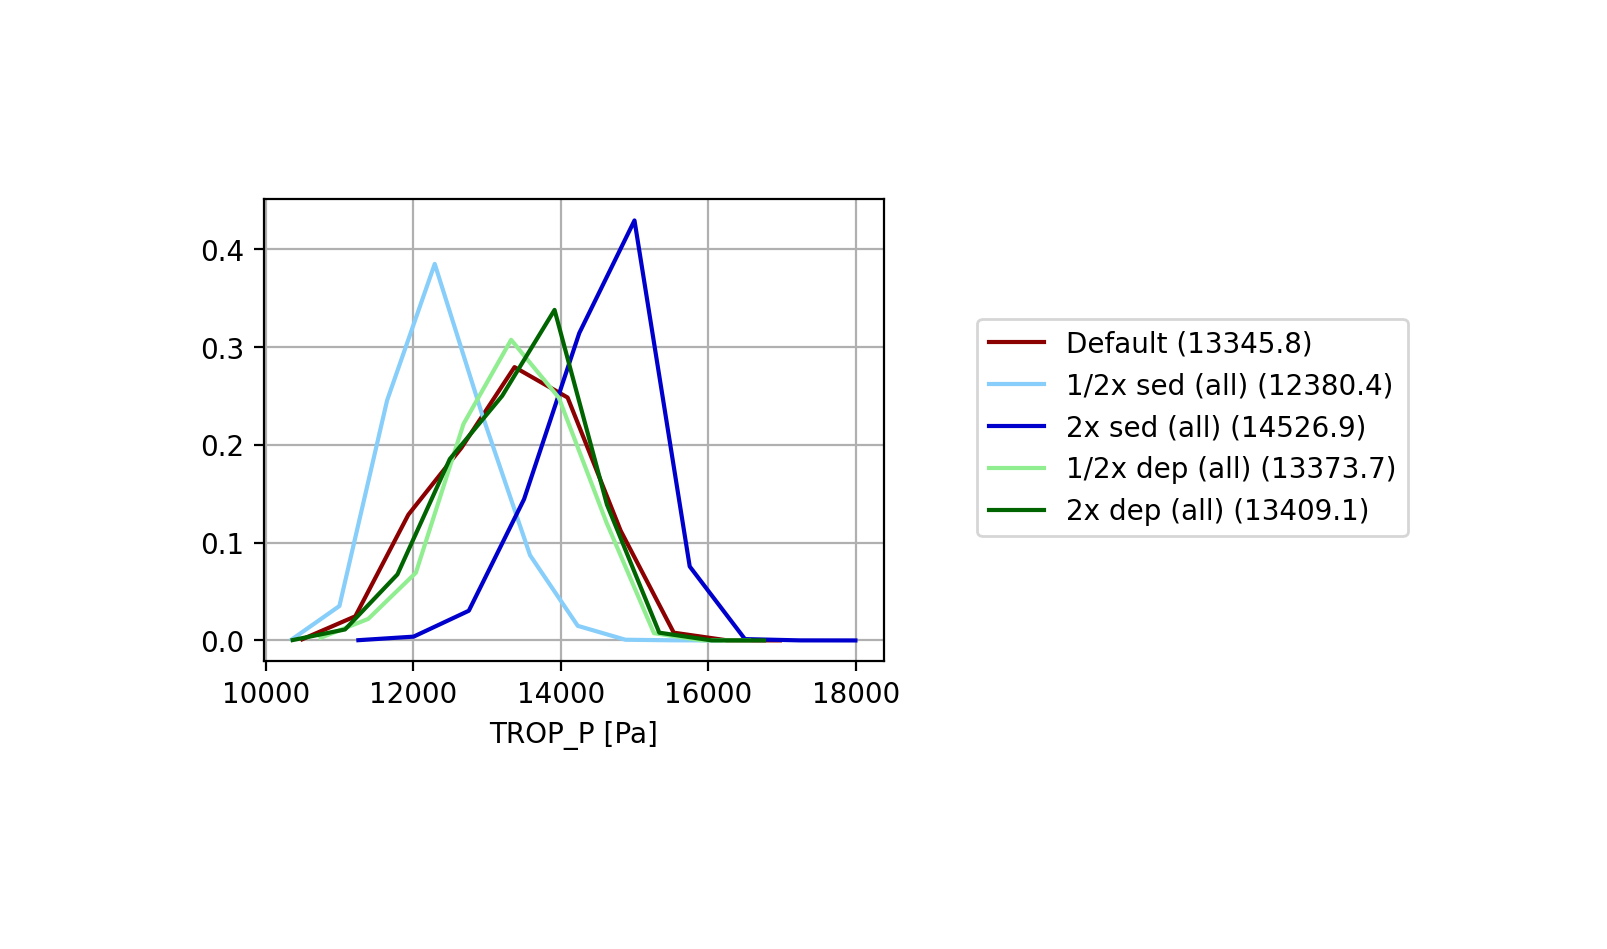 0.4
0.3
0.2
0.1
0.0
10000 12000 14000 16000 18000
TROP_P [Pa]
Default (13345.8)
1/2x sed (all) (12380.4)
2x sed (all) (14526.9)
1/2x dep (all) (13373.7)
2x dep (all) (13409.1)